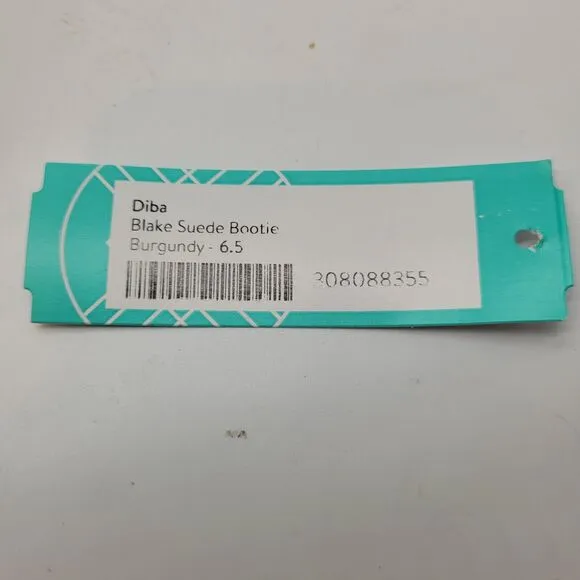 Diba
Blake Suede Bootie
Burgundy - 6.5
308088355